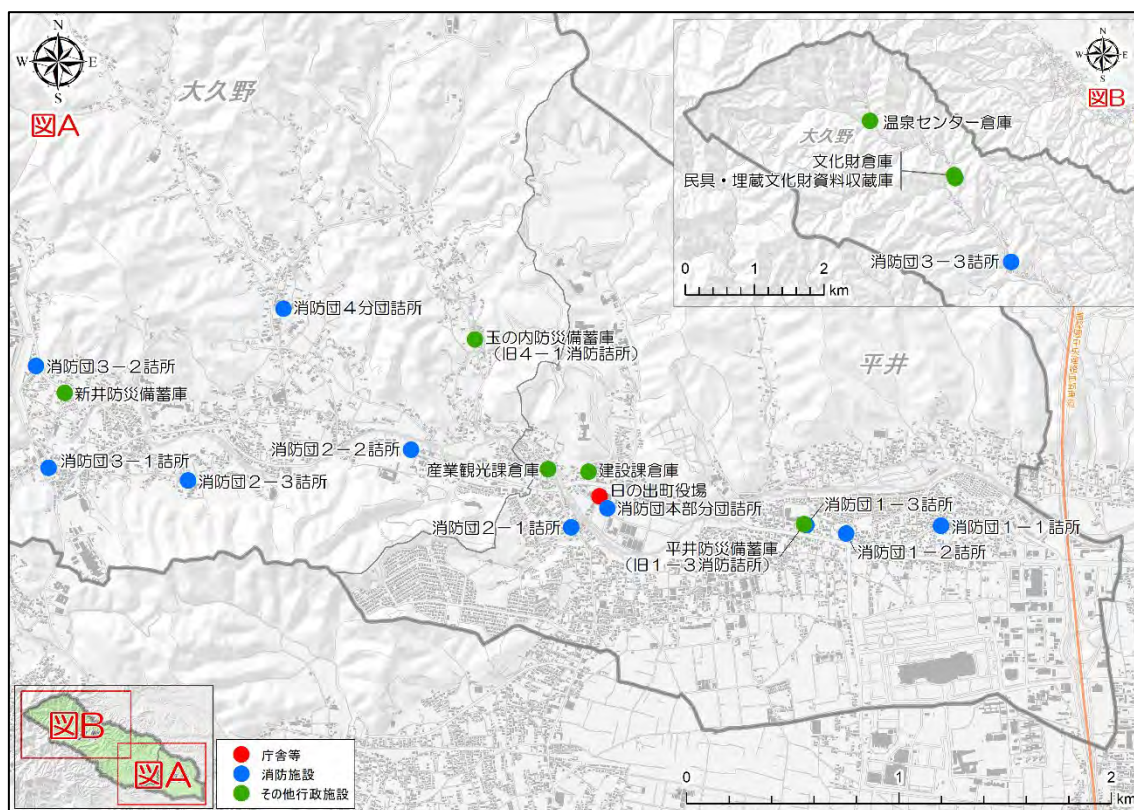 N
W
E
S
図A
大久野
消防団4分団詰所
玉の内防災備蓄庫
(旧4-1消防詰所)
消防団3-2詰所
新井防災備蓄庫
消防団3-1詰所
消防団2-3詰所
消防団2-2詰所
産業観光課倉庫
建設課倉庫
日の出町役場
消防団本部分団詰所
消防団2-1詰所
平井
消防団1-3詰所
平井防災備蓄庫
(旧1-3消防詰所)
消防団1-2詰所
消防団1-1詰所
N
W
E
S
図B
大久野
温泉センター倉庫
文化財倉庫
民具・埋蔵文化財資料収蔵庫
消防団3-3詰所
0 1 2
km
図B
図A
庁舎等
消防施設
その他行政施設
0 1 2
km